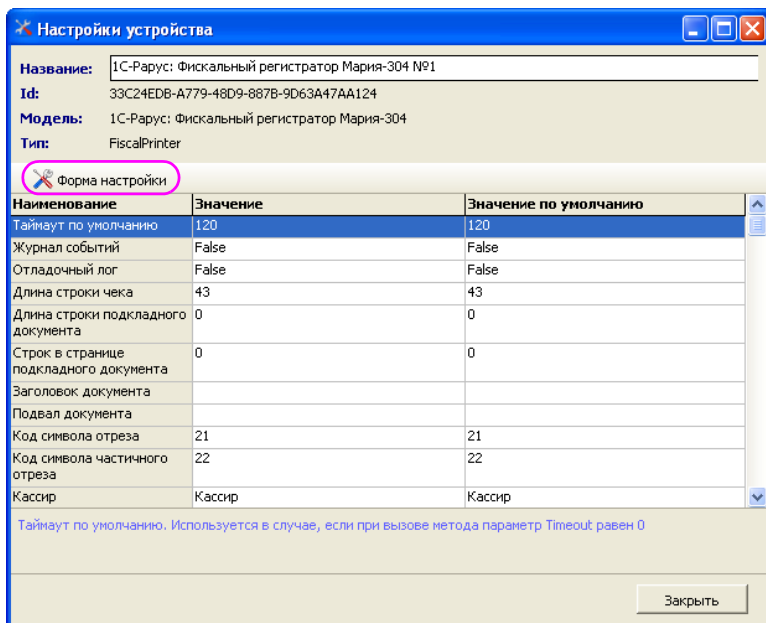 Настройки устройства
Название: 1С-Рарус: Фискальный регистратор Мария-304 №1
Id: 33C24EDB-A779-48D9-887B-9D63A47AA124
Модель: 1С-Рарус: Фискальный регистратор Мария-304
Тип: FiscalPrinter
Форма настройки
Наименование Значение Значение по умолчанию
Таймаут по умолчанию 120 120
Журнал событий False False
Отладочный лог False False
Длина строки чека 43 43
Длина строки подкладного 0 0
документа
Строк в странице 0 0
подкладного документа
Заголовок документа
Подвал документа
Код символа отреза 21 21
Код символа частичного 22 22
отреза
Кассир Кассир Кассир
Таймаут по умолчанию. Используется в случае, если при вызове метода параметр Timeout равен 0
Закрыть